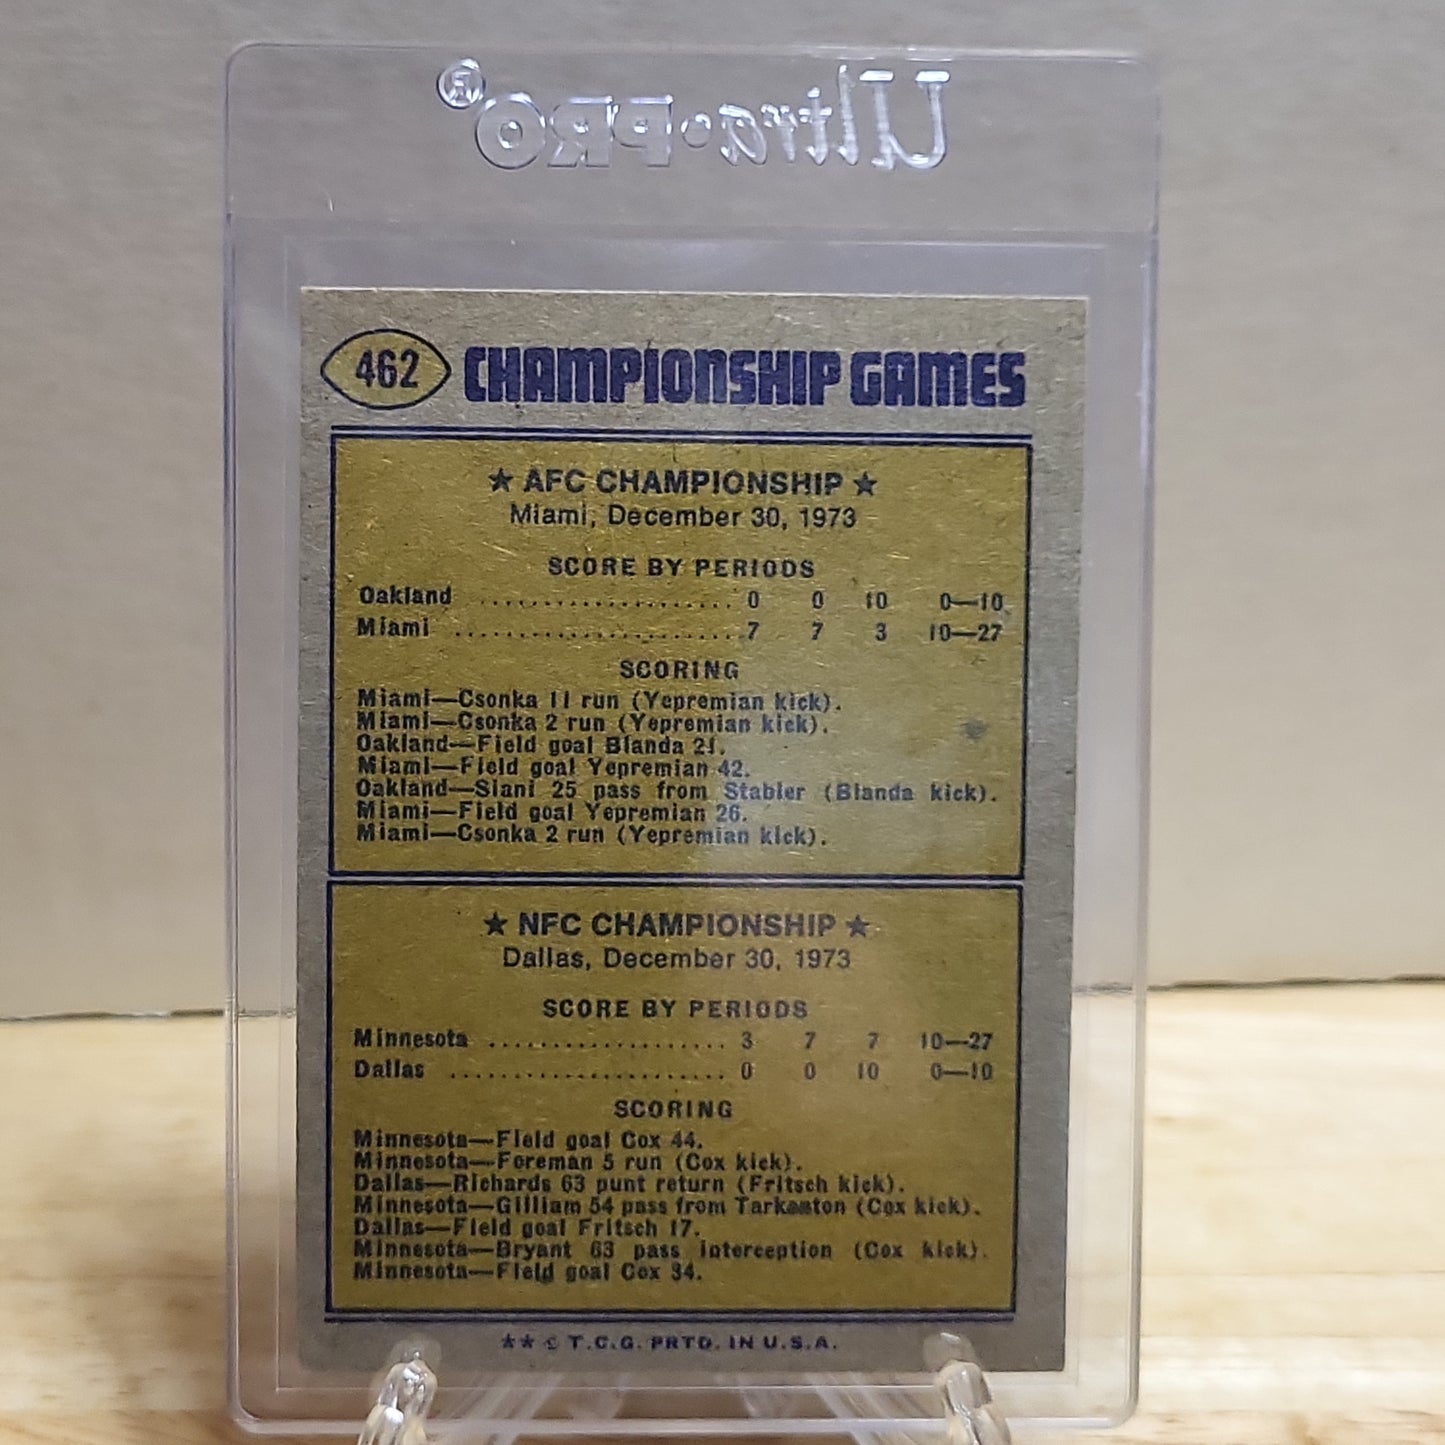 Ultra•PRO®
462 CHAMPIONSHIP GAMES
★ AFC CHAMPIONSHIP ★
Miami, December 30, 1973
SCORE BY PERIODS
Oakland .................... 0 0 10 0—10
Miami ...................... 7 7 3 10—27
SCORING
Miami—Csonka 11 run (Yepremian kick).
Miami—Csonka 2 run (Yepremian kick).
Oakland—Field goal Blanda 21.
Miami—Field goal Yepremian 42.
Oakland—Siani 25 pass from Stabler (Blanda kick).
Miami—Field goal Yepremian 26.
Miami—Csonka 2 run (Yepremian kick).
★ NFC CHAMPIONSHIP ★
Dallas, December 30, 1973
SCORE BY PERIODS
Minnesota ................... 3 7 7 10—27
Dallas ...................... 0 0 10 0—10
SCORING
Minnesota—Field goal Cox 44.
Minnesota—Foreman 5 run (Cox kick).
Dallas—Richards 63 punt return (Fritsch kick).
Minnesota—Gilliam 54 pass from Tarkenton (Cox kick).
Dallas—Field goal Fritsch 17.
Minnesota—Bryant 63 pass interception (Cox kick).
Minnesota—Field goal Cox 34.
★★ © T.C.G. PRTD. IN U.S.A.